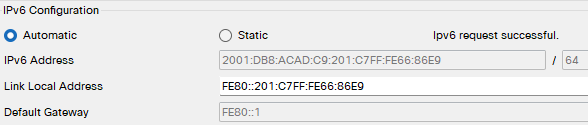 IPv6 Configuration
Automatic Static Ipv6 request successful.
IPv6 Address 2001:DB8:ACAD:C9:201:C7FF:FE66:86E9 / 64
Link Local Address FE80::201:C7FF:FE66:86E9
Default Gateway FE80::1